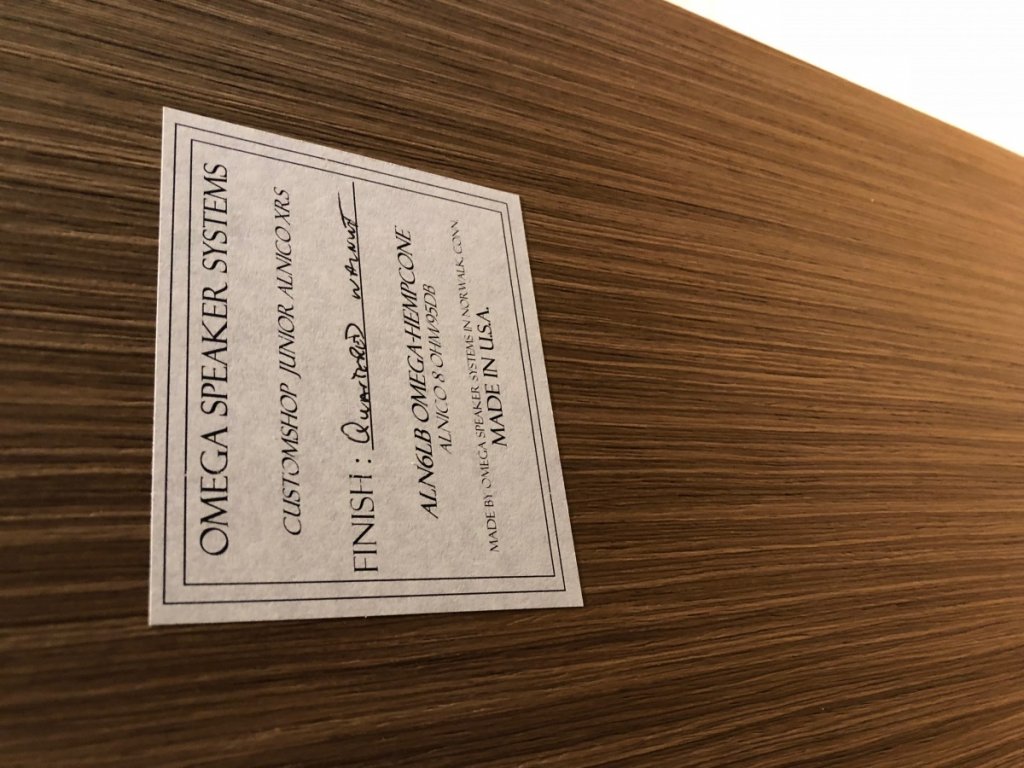 OMEGA SPEAKER SYSTEMS
CUSTOMSHOP JUNIOR ALNICO XRS
FINISH: QUARTERED WALNUT
ALN6LB OMEGA-HEMPCONE
ALNICO 8 OHM 95DB
MADE BY OMEGA SPEAKER SYSTEMS IN NORWALK, CONN.
MADE IN U.S.A.